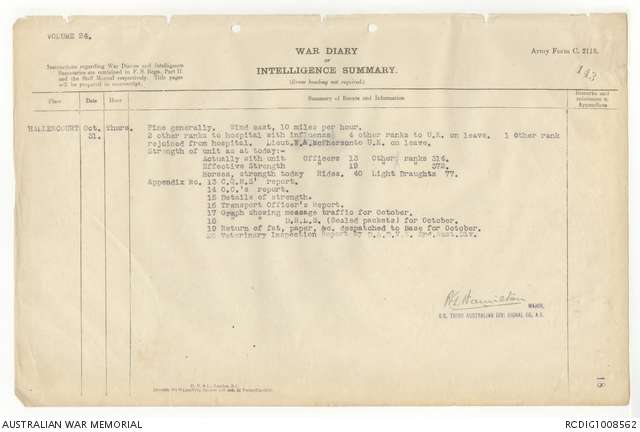 VOLUME 24.
WAR DIARY
OF
INTELLIGENCE SUMMARY.
(Erase heading not required.)
Army Form C. 2118.
143
Instructions regarding War Diaries and Intelligence
Summaries are contained in F. S. Regs., Part II.
and the Staff Manual respectively. Title pages
will be prepared in manuscript.
Place Date Hour Summary of Events and Information Remarks and references to Appendices
HALLENCOURT Oct. 31. Thurs. Fine generally. Wind east, 10 miles per hour.
2 other ranks to hospital with influenza 4 other ranks to U.K. on leave. 1 Other rank
rejoined from hospital. Lieut. W.A.McPherson to U.K. on leave.
Strength of unit as at today:-
Actually with unit Officers 13 Other ranks 314.
Effective Strength " 19 " " 372.
Horses, strength today Rides. 40 Light Draughts 77.
Appendix No. 13 C.Q.M.S' report.
14 O.C.'s report.
15 Details of strength.
16 Transport Officer's Report.
17 Graph showing message traffic for October.
18 " " D.R.L.S. (Sealed packets) for October.
19 Return of fat, paper, &c. despatched to Base for October.
20 Veterinary Inspection Report by D.A.D.V.S. 3rd.Aust.Div.
MAJOR,
O.C. THIRD AUSTRALIAN DIVL SIGNAL CO., A.E.
18
AUSTRALIAN WAR MEMORIAL
RCDIG1008562